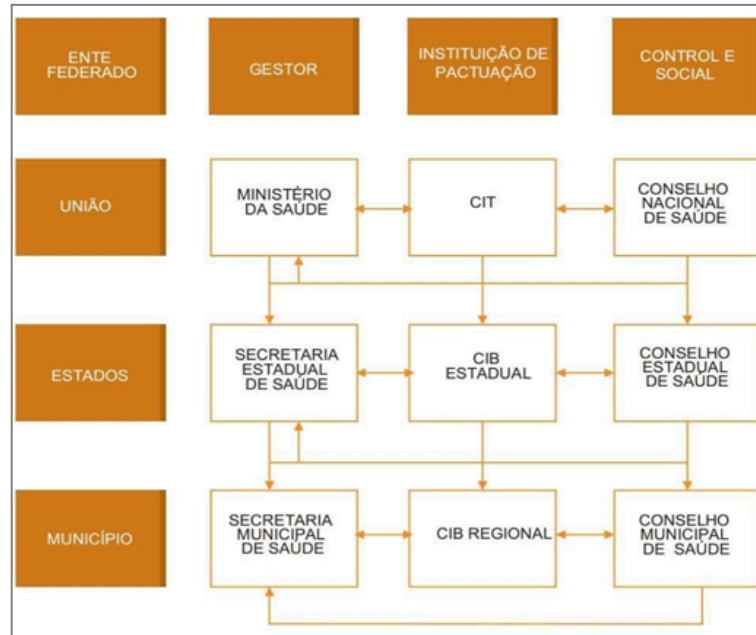 ENTE
FEDERADO
GESTOR
INSTITUIÇÃO DE
PACTUAÇÃO
CONTROL E
SOCIAL
UNIÃO
MINISTÉRIO
DA SAÚDE
CIT
CONSELHO
NACIONAL
DE SAÚDE
ESTADOS
SECRETARIA
ESTADUAL
DE SAÚDE
CIB
ESTADUAL
CONSELHO
ESTADUAL
DE SAÚDE
MUNICÍPIO
SECRETARIA
MUNICIPAL
DE SAÚDE
CIB REGIONAL
CONSELHO
MUNICIPAL
DE SAÚDE